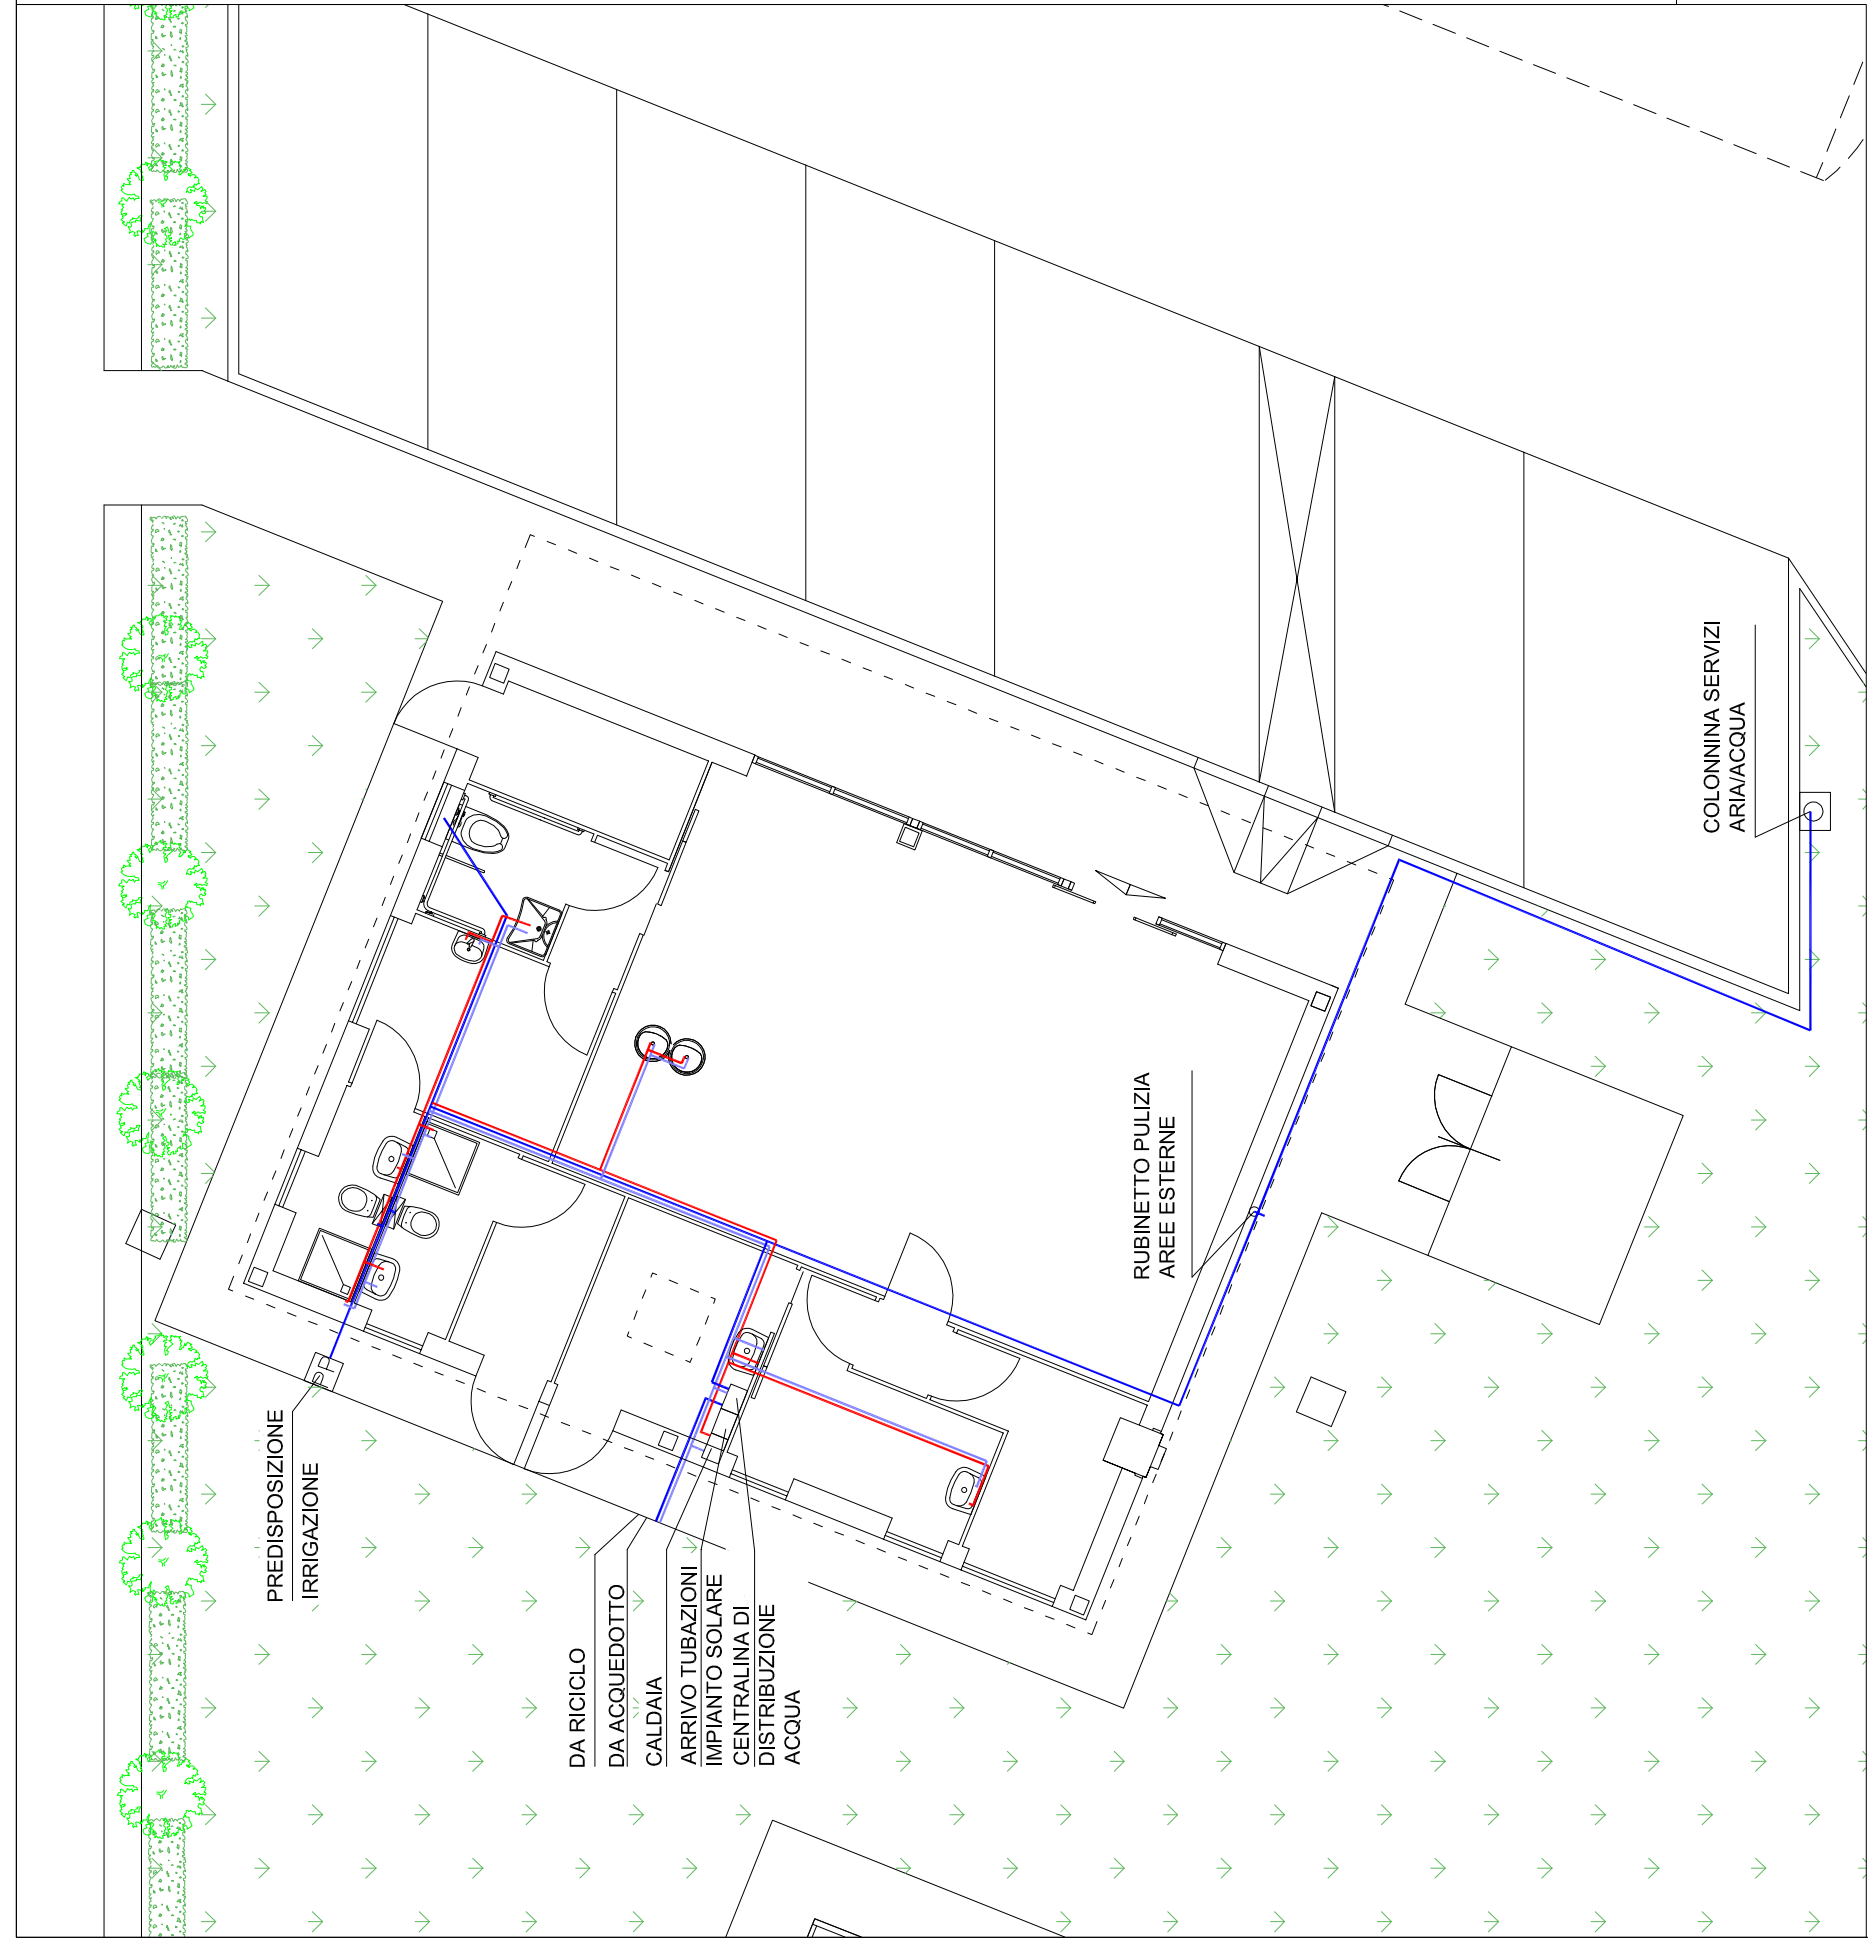 PREDISPOSIZIONE
IRRIGAZIONE
DA RICICLO
DA ACQUEDOTTO
CALDAIA
ARRIVO TUBAZIONI
IMPIANTO SOLARE
CENTRALINA DI
DISTRIBUZIONE
ACQUA
RUBINETTO PULIZIA
AREE ESTERNE
COLONNINA SERVIZI
ARIA/ACQUA